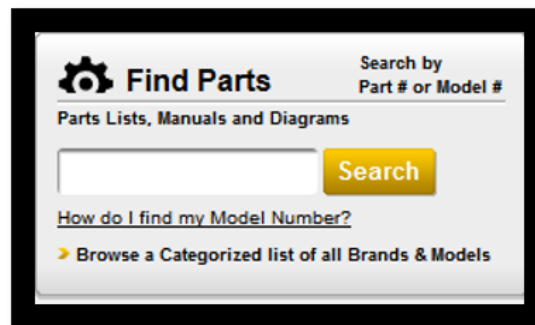 Find Parts
Search by
Part # or Model #
Parts Lists, Manuals and Diagrams
Search
How do I find my Model Number?
Browse a Categorized list of all Brands & Models